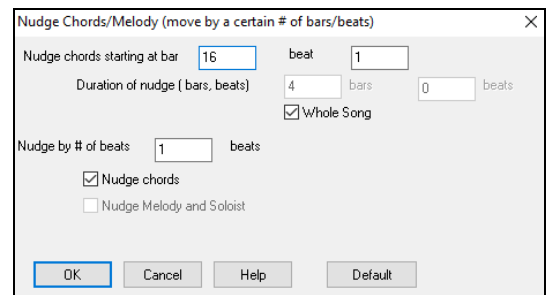 Nudge Chords/Melody (move by a certain # of bars/beats)
Nudge chords starting at bar 16 beat 1
Duration of nudge ( bars, beats) 4 bars 0 beats
Whole Song
Nudge by # of beats 1 beats
Nudge chords
Nudge Melody and Soloist
OK Cancel Help Default